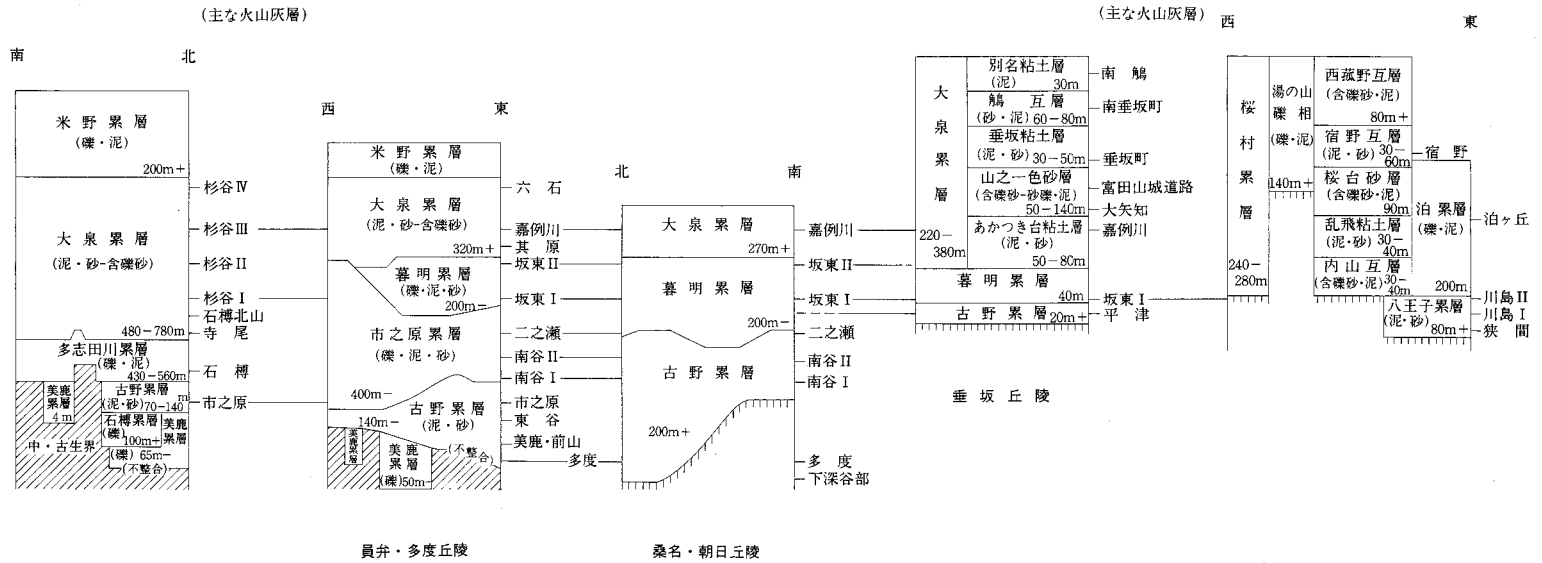 (主な火山灰層)
南 北
米野累層
(礫・泥)
200m+
大泉累層
(泥・砂-含礫砂)
480-780m
多志田川累層
(礫・泥)
430-560m
美鹿累層
4m
古野累層
(泥・砂)70-140m
石榑累層
(礫)
100m+
美鹿累層
(礫)65m-
(不整合)
中・古生界
杉谷Ⅳ
杉谷Ⅲ
杉谷Ⅱ
杉谷Ⅰ
石榑北山
寺尾
石榑
市之原
西 東
米野累層
(礫・泥)
大泉累層
(泥・砂-含礫砂)
320m+
暮明累層
(礫・泥・砂)
200m-
市之原累層
(礫・泥・砂)
400m-
古野累層
(泥・砂)
140m-
美鹿累層
美鹿累層
(礫)50m-
(不整合)
六石
嘉例川
其原
坂東Ⅱ
坂東Ⅰ
二之瀬
南谷Ⅱ
南谷Ⅰ
市之原
東谷
美鹿・前山
多度
員弁・多度丘陵
北 南
大泉累層
270m+
暮明累層
200m-
古野累層
200m+
嘉例川
坂東Ⅱ
坂東Ⅰ
二之瀬
南谷Ⅱ
南谷Ⅰ
多度
下深谷部
桑名・朝日丘陵
(主な火山灰層)
大泉累層
220-380m
別名粘土層
(泥) 30m
鵤互層
(砂・泥)60-80m
垂坂粘土層
(泥・砂)30-50m
山之一色砂層
(含礫砂-砂礫・泥)
50-140m
あかつき台粘土層
(泥・砂)
50-80m
暮明累層
40m
古野累層
20m+
南鵤
南垂坂町
垂坂町
富田山城道路
大矢知
嘉例川
坂東Ⅰ
平津
垂坂丘陵
西 東
桜村累層
240-280m
湯の山礫相
(礫・泥)
140m+
西菰野互層
(含礫砂・泥)
80m+
宿野互層
(泥・砂)30-60m
桜台砂層
(含礫砂・泥)
90m
乱飛粘土層
(泥・砂)30-40m
内山互層
(含礫砂・泥)30-40m
泊累層
(礫・泥)
200m
八王子累層
(泥・砂)
80m+
宿野
泊ヶ丘
川島Ⅱ
川島Ⅰ
狭間